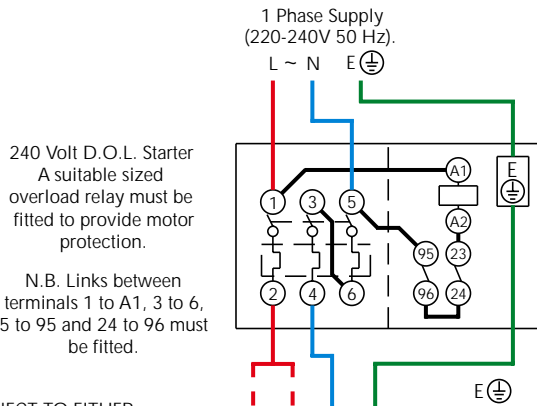 1 Phase Supply
(220-240V 50 Hz).
L ~ N E
240 Volt D.O.L. Starter
A suitable sized
overload relay must be
fitted to provide motor
protection.
N.B. Links between
terminals 1 to A1, 3 to 6,
5 to 95 and 24 to 96 must
be fitted.
A1
E
1 3 5
A2
95 23
2 4 6 96 24
E
TO EITHER